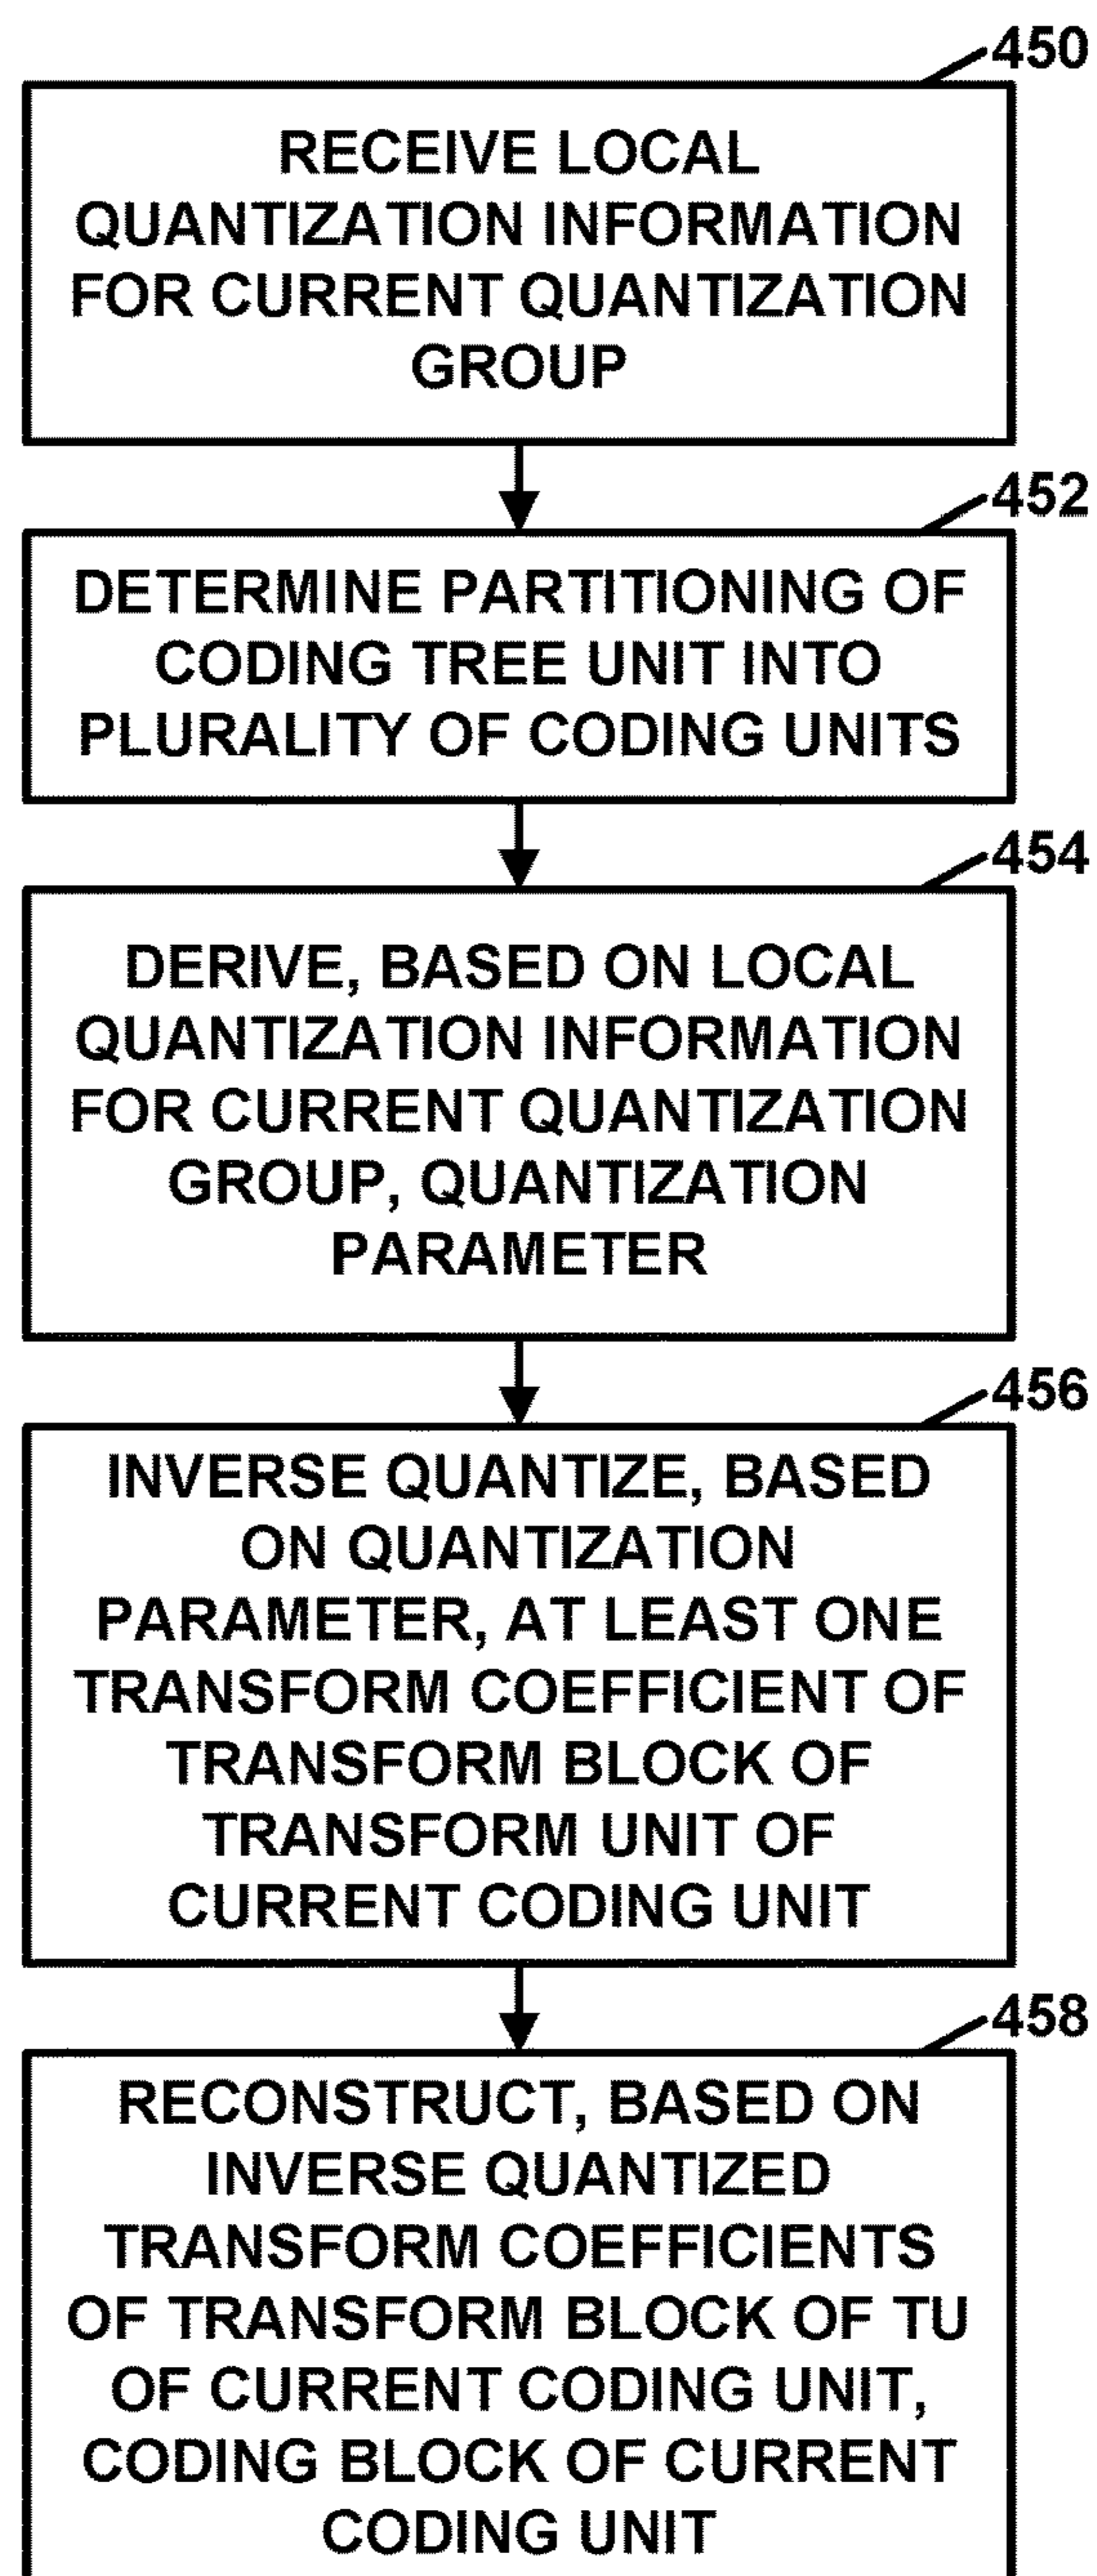 450
RECEIVE LOCAL
QUANTIZATION INFORMATION
FOR CURRENT QUANTIZATION
GROUP
452
DETERMINE PARTITIONING OF
CODING TREE UNIT INTO
PLURALITY OF CODING UNITS
454
DERIVE, BASED ON LOCAL
QUANTIZATION INFORMATION
FOR CURRENT QUANTIZATION
GROUP, QUANTIZATION
PARAMETER
456
INVERSE QUANTIZE, BASED
ON QUANTIZATION
PARAMETER, AT LEAST ONE
TRANSFORM COEFFICIENT OF
TRANSFORM BLOCK OF
TRANSFORM UNIT OF
CURRENT CODING UNIT
458
RECONSTRUCT, BASED ON
INVERSE QUANTIZED
TRANSFORM COEFFICIENTS
OF TRANSFORM BLOCK OF TU
OF CURRENT CODING UNIT,
CODING BLOCK OF CURRENT
CODING UNIT